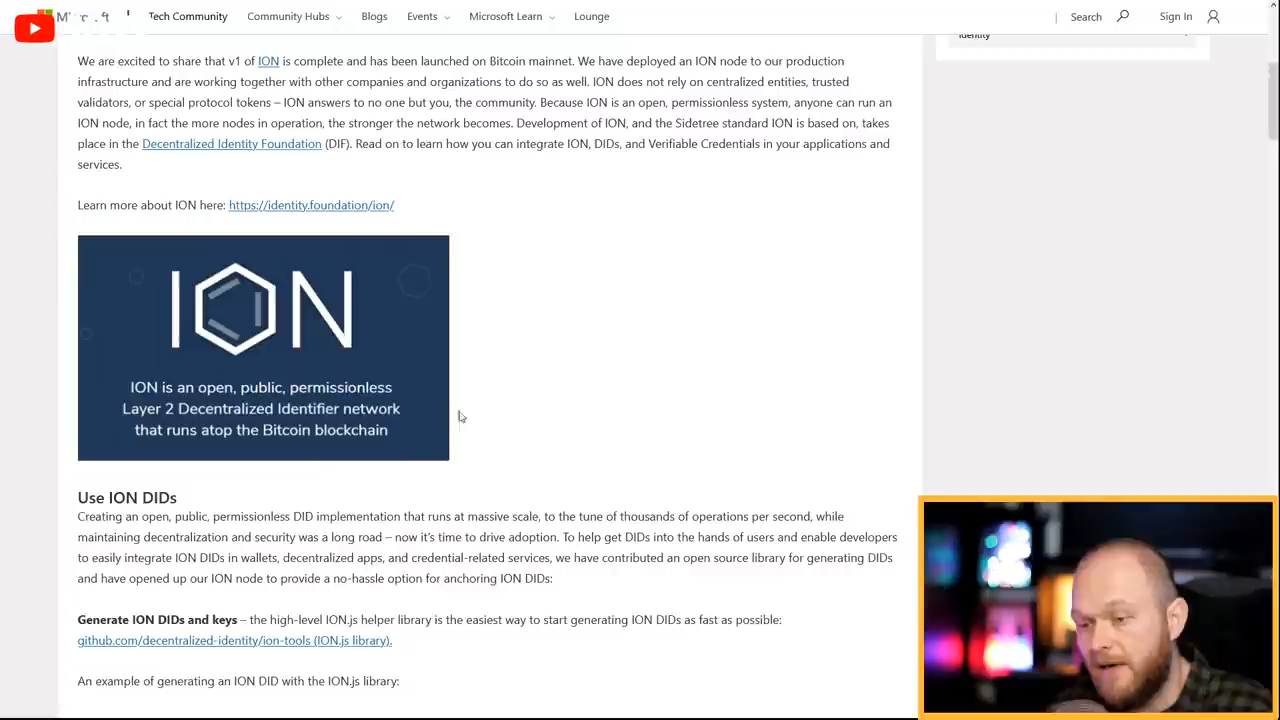 Tech Community
Community Hubs
Blogs
Events
Microsoft Learn
Lounge
Search
Sign In
We are excited to share that v1 of ION is complete and has been launched on Bitcoin mainnet. We have deployed an ION node to our production
infrastructure and are working together with other companies and organizations to do so as well. ION does not rely on centralized entities, trusted
validators, or special protocol tokens – ION answers to no one but you, the community. Because ION is an open, permissionless system, anyone can run an
ION node, in fact the more nodes in operation, the stronger the network becomes. Development of ION, and the Sidetree standard ION is based on, takes
place in the Decentralized Identity Foundation (DIF). Read on to learn how you can integrate ION, DIDs, and Verifiable Credentials in your applications and
services.
Learn more about ION here: https://identity.foundation/ion/
ION
ION is an open, public, permissionless
Layer 2 Decentralized Identifier network
that runs atop the Bitcoin blockchain
Use ION DIDs
Creating an open, public, permissionless DID implementation that runs at massive scale, to the tune of thousands of operations per second, while
maintaining decentralization and security was a long road – now it's time to drive adoption. To help get DIDs into the hands of users and enable developers
to easily integrate ION DIDs in wallets, decentralized apps, and credential-related services, we have contributed an open source library for generating DIDs
and have opened up our ION node to provide a no-hassle option for anchoring ION DIDs:
Generate ION DIDs and keys – the high-level ION.js helper library is the easiest way to start generating ION DIDs as fast as possible:
github.com/decentralized-identity/ion-tools (ION.js library).
An example of generating an ION DID with the ION.js library: